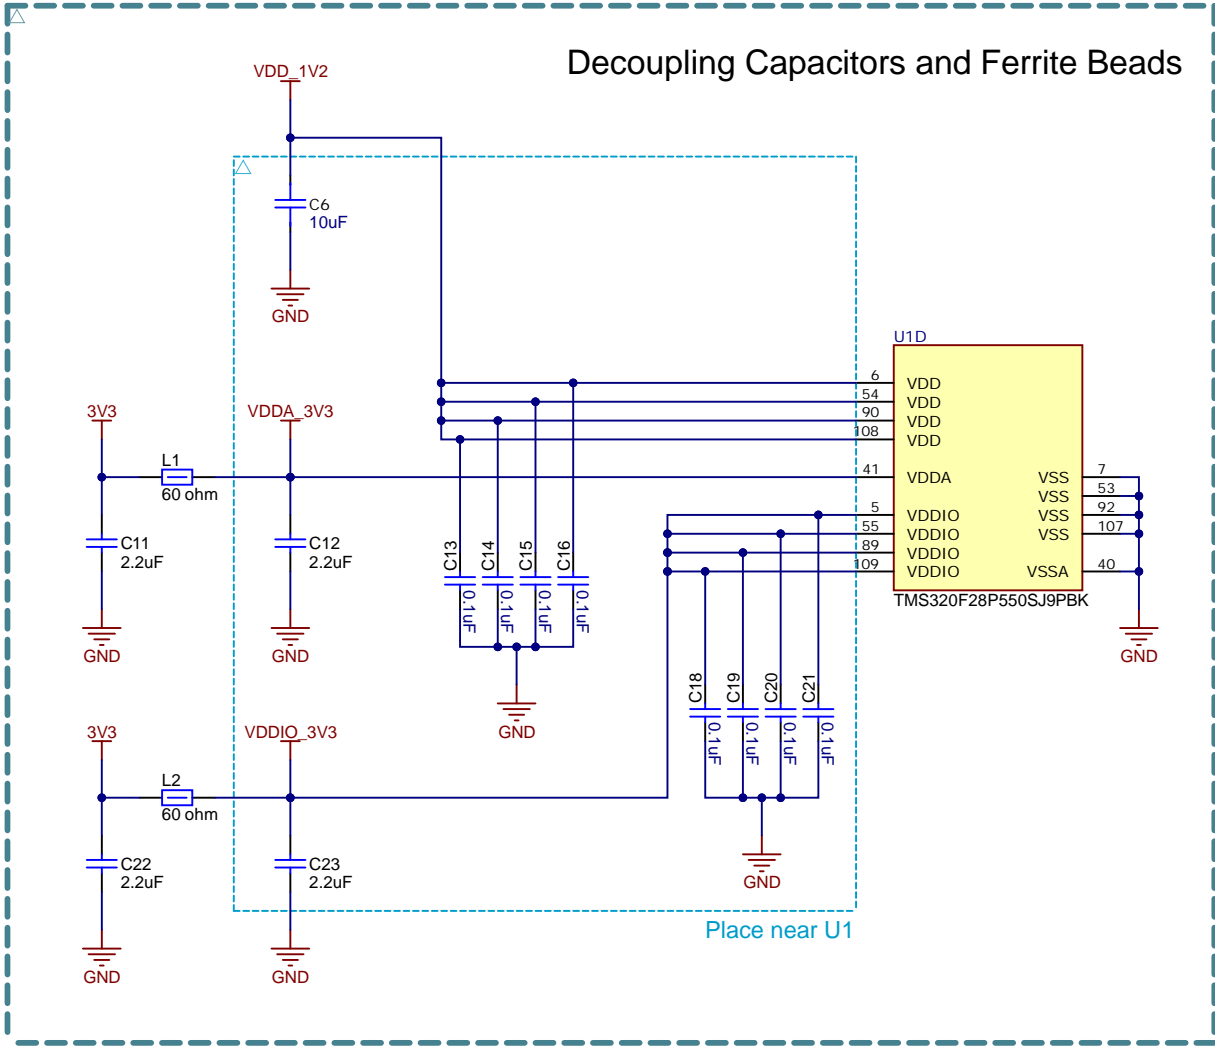 Decoupling Capacitors and Ferrite Beads
VDD_1V2
C6
10uF
GND
U1D
6
VDD
54
VDD
90
VDD
108
VDD
41
VDDA
5
VDDIO
55
VDDIO
89
VDDIO
109
VDDIO
VSS
7
VSS
53
VSS
92
VSS
107
VSSA
40
TMS320F28P550SJ9PBK
GND
3V3
VDDA_3V3
L1
60 ohm
C11
2.2uF
C12
2.2uF
GND
GND
C13
0.1uF
C14
0.1uF
C15
0.1uF
C16
0.1uF
GND
C18
0.1uF
C19
0.1uF
C20
0.1uF
C21
0.1uF
GND
3V3
VDDIO_3V3
L2
60 ohm
C22
2.2uF
C23
2.2uF
GND
GND
Place near U1